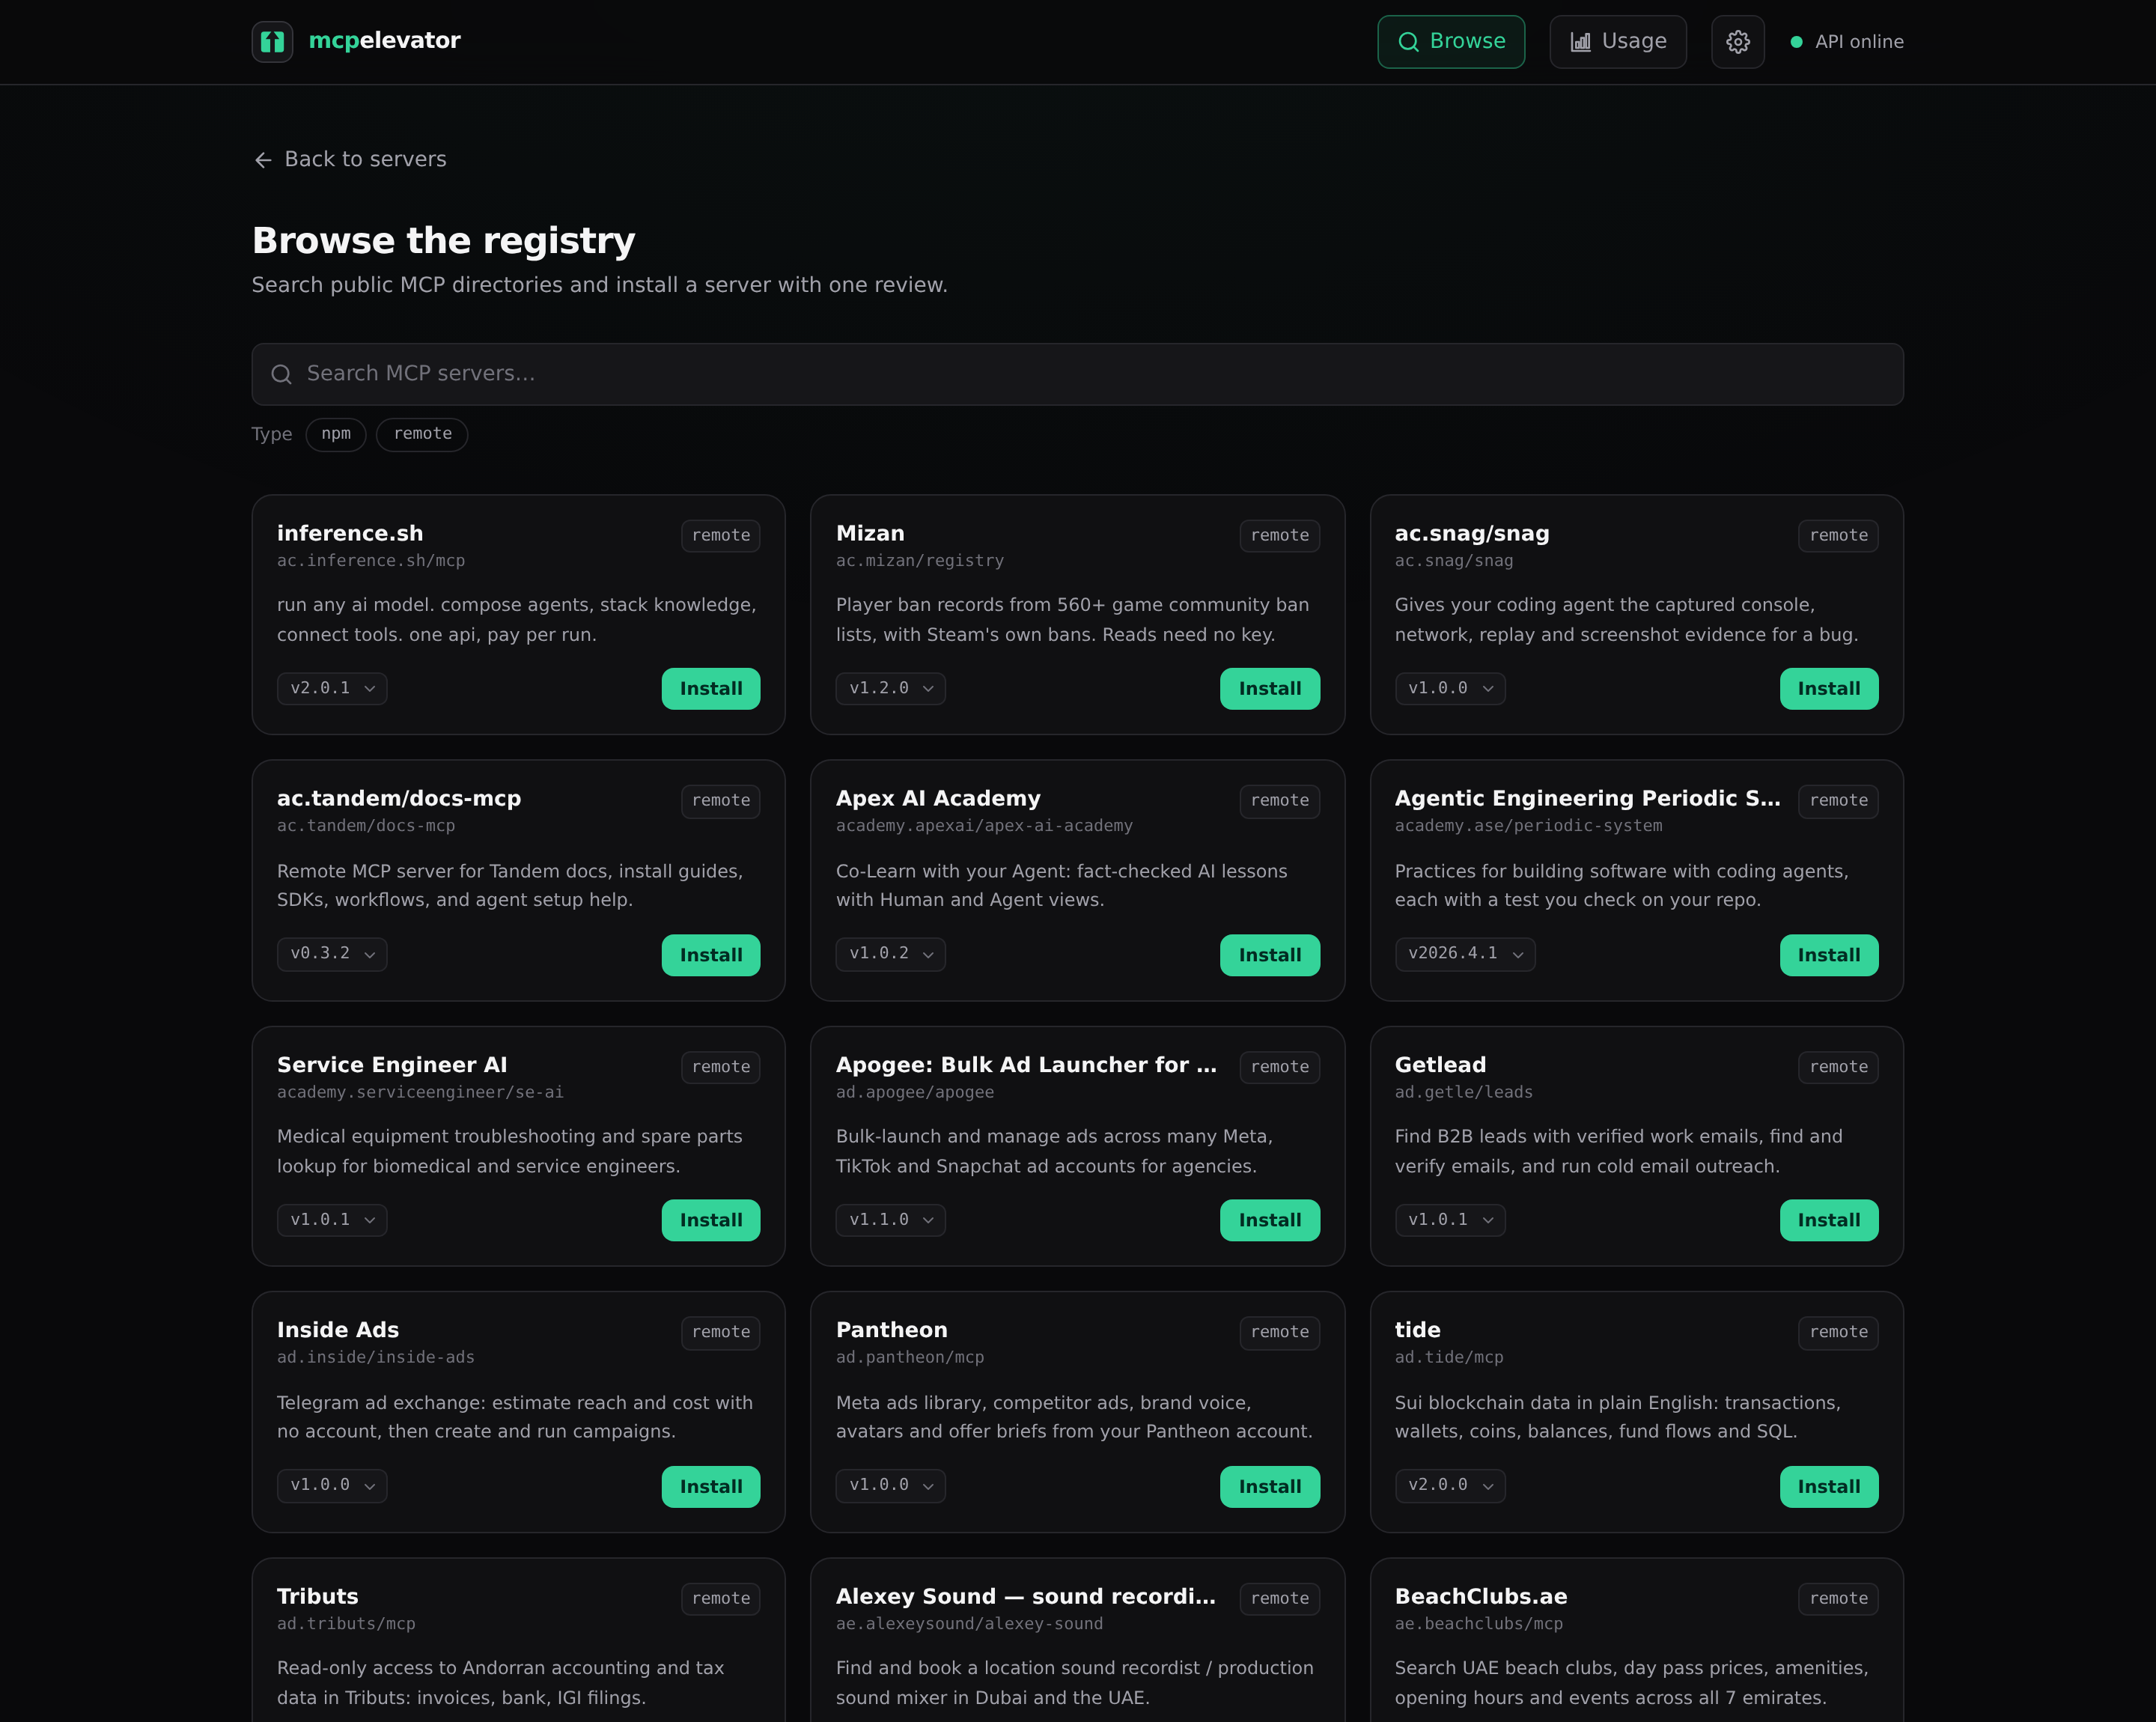 mcpelevator
Browse
Usage
API online
Back to servers
Browse the registry
Search public MCP directories and install a server with one review.
Search MCP servers...
Type npm remote
inference.sh
remote
ac.inference.sh/mcp
run any ai model. compose agents, stack knowledge,
connect tools. one api, pay per run.
v2.0.1
Install
Mizan
remote
ac.mizan/registry
Player ban records from 560+ game community ban
lists, with Steam's own bans. Reads need no key.
v1.2.0
Install
ac.snag/snag
remote
ac.snag/snag
Gives your coding agent the captured console,
network, replay and screenshot evidence for a bug.
v1.0.0
Install
ac.tandem/docs-mcp
remote
ac.tandem/docs-mcp
Remote MCP server for Tandem docs, install guides,
SDKs, workflows, and agent setup help.
v0.3.2
Install
Apex AI Academy
remote
academy.apexai/apex-ai-academy
Co-Learn with your Agent: fact-checked AI lessons
with Human and Agent views.
v1.0.2
Install
Agentic Engineering Periodic S...
remote
academy.ase/periodic-system
Practices for building software with coding agents,
each with a test you check on your repo.
v2026.4.1
Install
Service Engineer AI
remote
academy.serviceengineer/se-ai
Medical equipment troubleshooting and spare parts
lookup for biomedical and service engineers.
v1.0.1
Install
Apogee: Bulk Ad Launcher for ...
remote
ad.apogee/apogee
Bulk-launch and manage ads across many Meta,
TikTok and Snapchat ad accounts for agencies.
v1.1.0
Install
Getlead
remote
ad.getle/leads
Find B2B leads with verified work emails, find and
verify emails, and run cold email outreach.
v1.0.1
Install
Inside Ads
remote
ad.inside/inside-ads
Telegram ad exchange: estimate reach and cost with
no account, then create and run campaigns.
v1.0.0
Install
Pantheon
remote
ad.pantheon/mcp
Meta ads library, competitor ads, brand voice,
avatars and offer briefs from your Pantheon account.
v1.0.0
Install
tide
remote
ad.tide/mcp
Sui blockchain data in plain English: transactions,
wallets, coins, balances, fund flows and SQL.
v2.0.0
Install
Tributs
remote
ad.tributs/mcp
Read-only access to Andorran accounting and tax
data in Tributs: invoices, bank, IGI filings.
Alexey Sound — sound recordi...
remote
ae.alexeysound/alexey-sound
Find and book a location sound recordist / production
sound mixer in Dubai and the UAE.
BeachClubs.ae
remote
ae.beachclubs/mcp
Search UAE beach clubs, day pass prices, amenities,
opening hours and events across all 7 emirates.